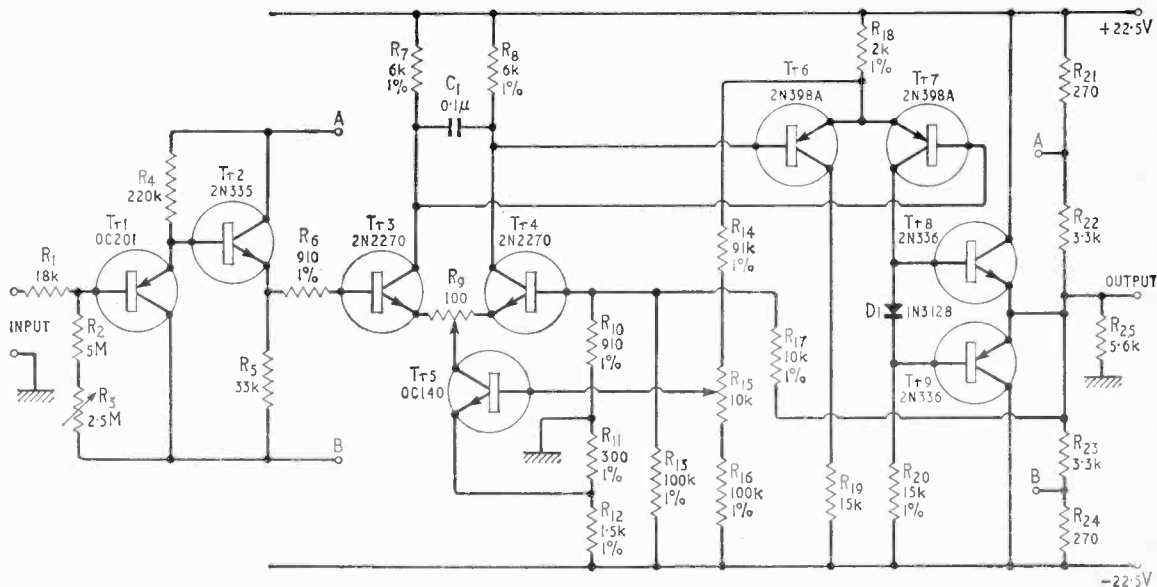 +22·5V
R7
6k
1%
R8
6k
1%
C1
0·1µ
R18
2k
1%
Tr6
2N398A
Tr7
2N398A
R21
270
A
R4
220k
Tr2
2N335
A
Tr1
OC201
R1
18k
R6
910
1%
Tr3
2N2270
Tr4
2N2270
R9
100
R14
91k
1%
Tr8
2N336
R22
3·3k
INPUT
R2
5M
R5
33k
R10
910
1%
R17
10k
1%
D1
1N3128
OUTPUT
R25
5·6k
R3
2·5M
Tr5
OC140
R15
10k
Tr9
2N336
B
R11
300
1%
R13
100k
1%
R16
100k
1%
R19
15k
R20
15k
1%
R23
3·3k
B
R12
1·5k
1%
R24
270
−22·5V